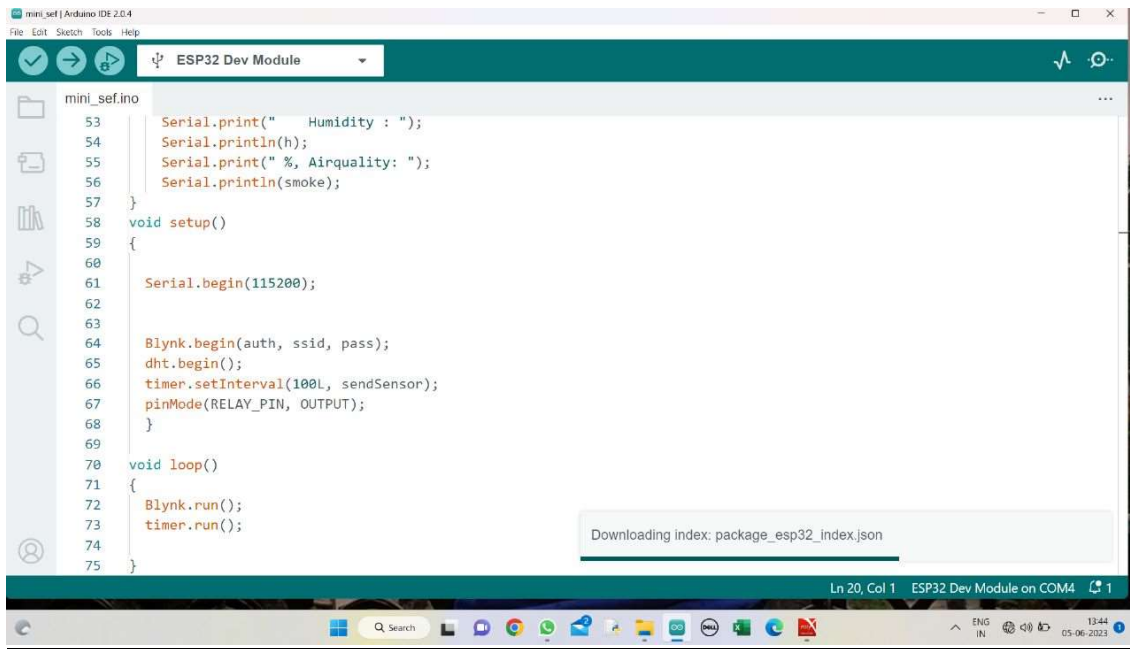 mini_sef | Arduino IDE 2.0.4
File Edit Sketch Tools Help
ESP32 Dev Module
mini_sef.ino
53 Serial.print("    Humidity : ");
54 Serial.println(h);
55 Serial.print(" %, Airquality: ");
56 Serial.println(smoke);
57 }
58 void setup()
59 {
60
61 Serial.begin(115200);
62
63
64 Blynk.begin(auth, ssid, pass);
65 dht.begin();
66 timer.setInterval(100L, sendSensor);
67 pinMode(RELAY_PIN, OUTPUT);
68 }
69
70 void loop()
71 {
72 Blynk.run();
73 timer.run();
74
75 }
Downloading index: package_esp32_index.json
Ln 20, Col 1 ESP32 Dev Module on COM4 1
Search
DELL
ENG
IN
13:44
05-06-2023
1